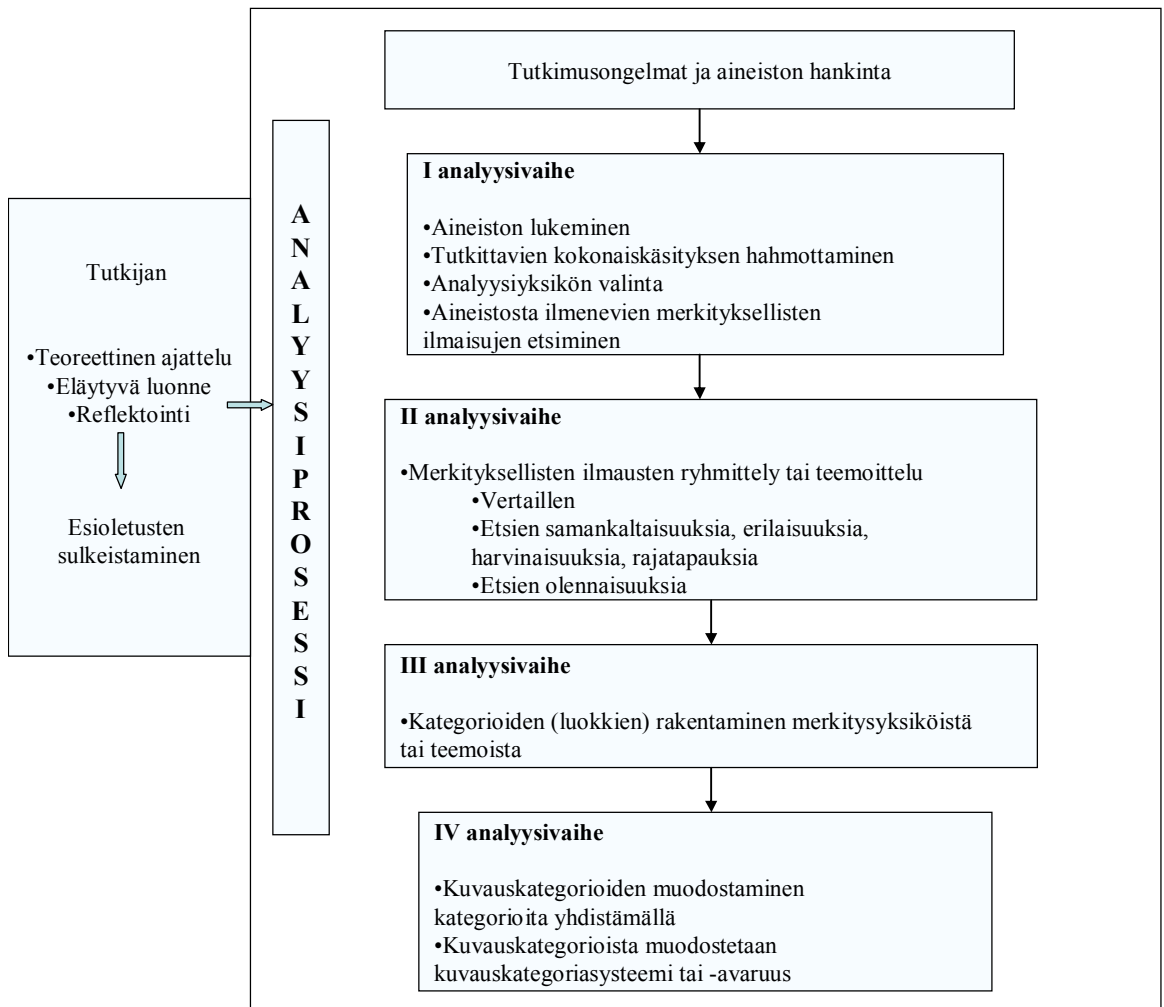 Tutkimusongelmat ja aineiston hankinta
Tutkijan
•Teoreettinen ajattelu
•Eläytyvä luonne
•Reflektointi
Esioletusten
sulkeistaminen
A
N
A
L
Y
Y
S
I
P
R
O
S
E
S
S
I
I analyysivaihe
•Aineiston lukeminen
•Tutkittavien kokonaiskäsityksen hahmottaminen
•Analyysiyksikön valinta
•Aineistosta ilmenevien merkityksellisten
ilmaisujen etsiminen
II analyysivaihe
•Merkityksellisten ilmausten ryhmittely tai teemoittelu
•Vertaillen
•Etsien samankaltaisuuksia, erilaisuuksia,
harvinaisuuksia, rajatapauksia
•Etsien olennaisuuksia
III analyysivaihe
•Kategorioiden (luokkien) rakentaminen merkitysyksiköistä
tai teemoista
IV analyysivaihe
•Kuvauskategorioiden muodostaminen
kategorioita yhdistämällä
•Kuvauskategorioista muodostetaan
kuvauskategoriasysteemi tai -avaruus